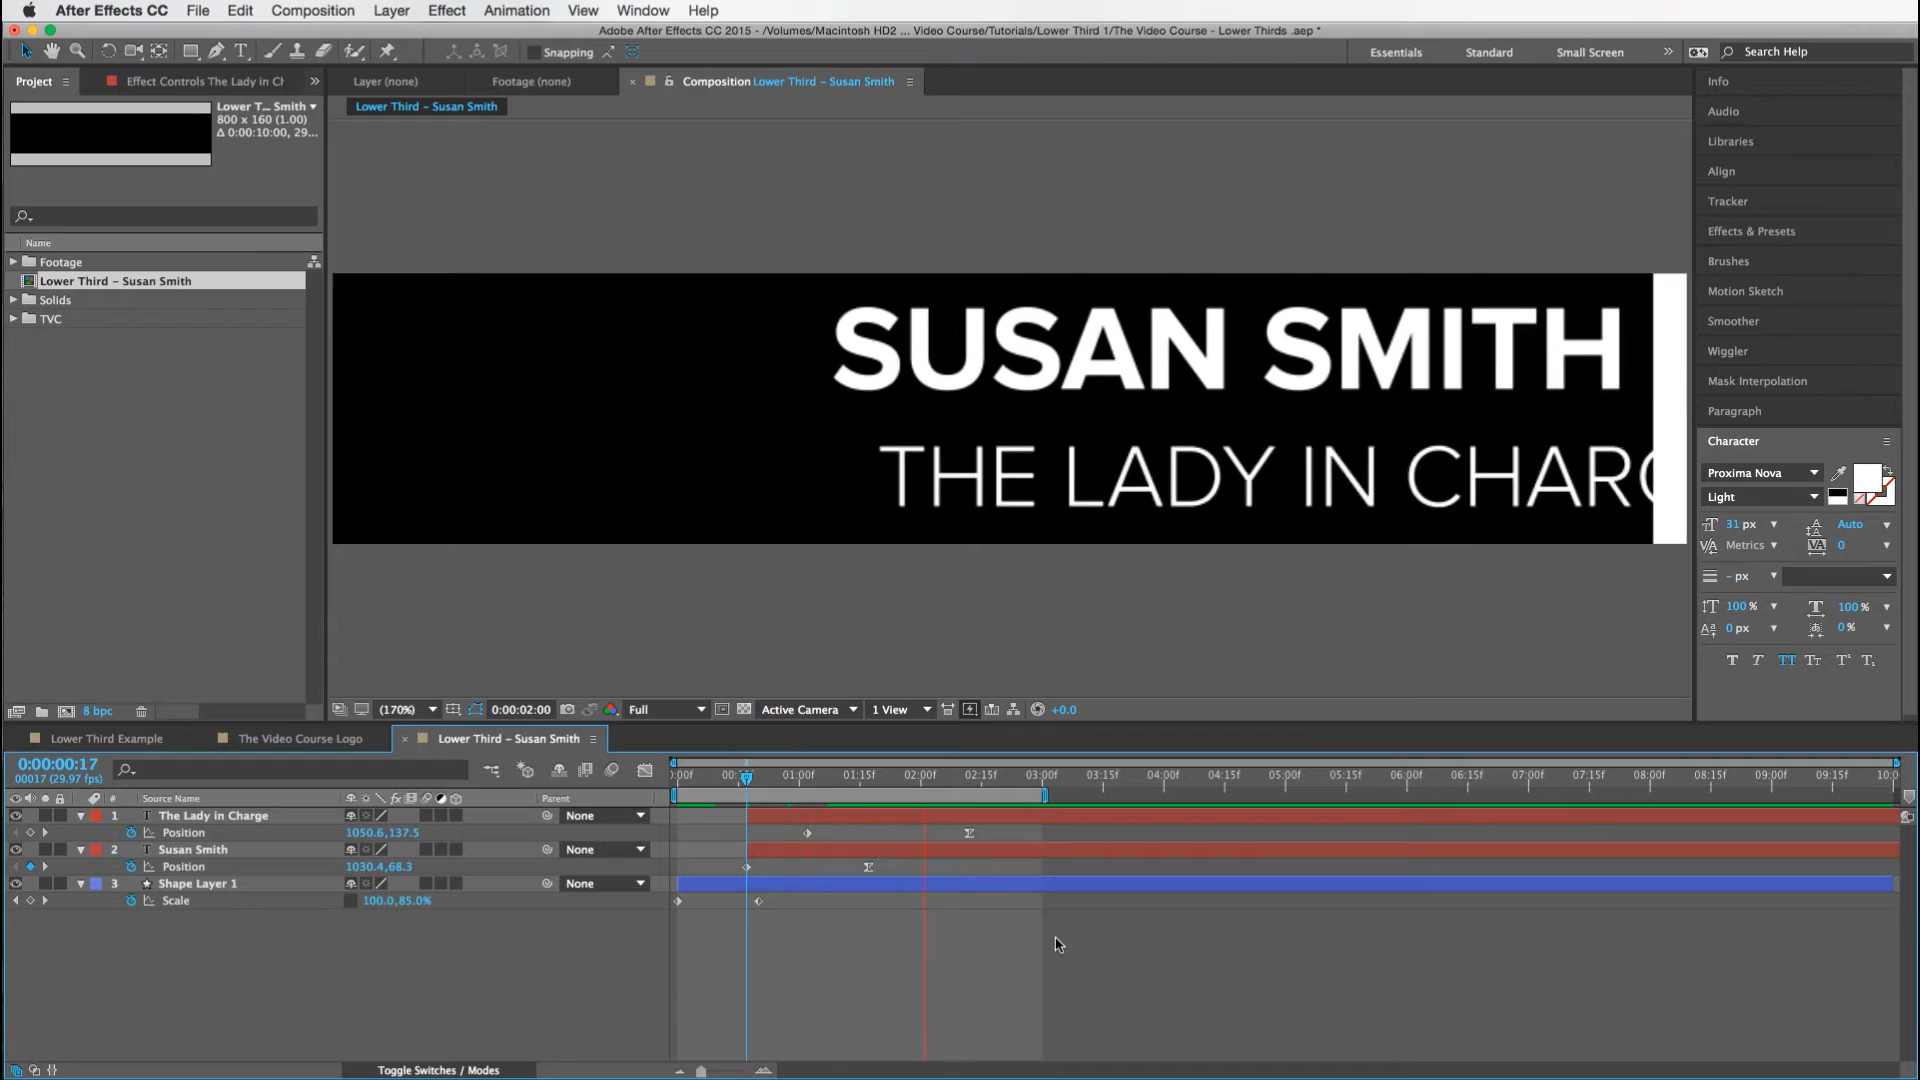 After Effects CC File Edit Composition Layer Effect Animation View Window Help
Adobe After Effects CC 2015 - /Volumes/Macintosh HD2 ... Video Course/Tutorials/Lower Third 1/The Video Course - Lower Thirds .aep *
Snapping Essentials Standard Small Screen Search Help
Project Effect Controls The Lady in Cl Layer (none) Footage (none) Composition Lower Third – Susan Smith Info
Lower T... Smith Lower Third – Susan Smith
800 x 160 (1.00)
Δ 0:00:10:00, 29...
Audio
Libraries
Align
Tracker
Effects & Presets
Brushes
Motion Sketch
Smoother
Wiggler
Mask Interpolation
Paragraph
Name
Footage
Lower Third – Susan Smith
Solids
TVC
SUSAN SMITH
THE LADY IN CHARG
Character
Proxima Nova
Light
31 px Auto
Metrics 0
- px
100 % 100 %
0 px 0 %
T T TT Tt T¹ T₁
8 bpc (170%) 0:00:02:00 Full Active Camera 1 View +0.0
Lower Third Example The Video Course Logo Lower Third – Susan Smith
0:00:00:17
00017 (29.97 fps)
:00f 00: 01:00f 01:15f 02:00f 02:15f 03:00f 03:15f 04:00f 04:15f 05:00f 05:15f 06:00f 06:15f 07:00f 07:15f 08:00f 08:15f 09:00f 09:15f 10:0
# Source Name Parent
1 T The Lady in Charge None
Position 1050.6,137.5
2 T Susan Smith None
Position 1030.4,68.3
3 Shape Layer 1 None
Scale 100.0,85.0%
Toggle Switches / Modes